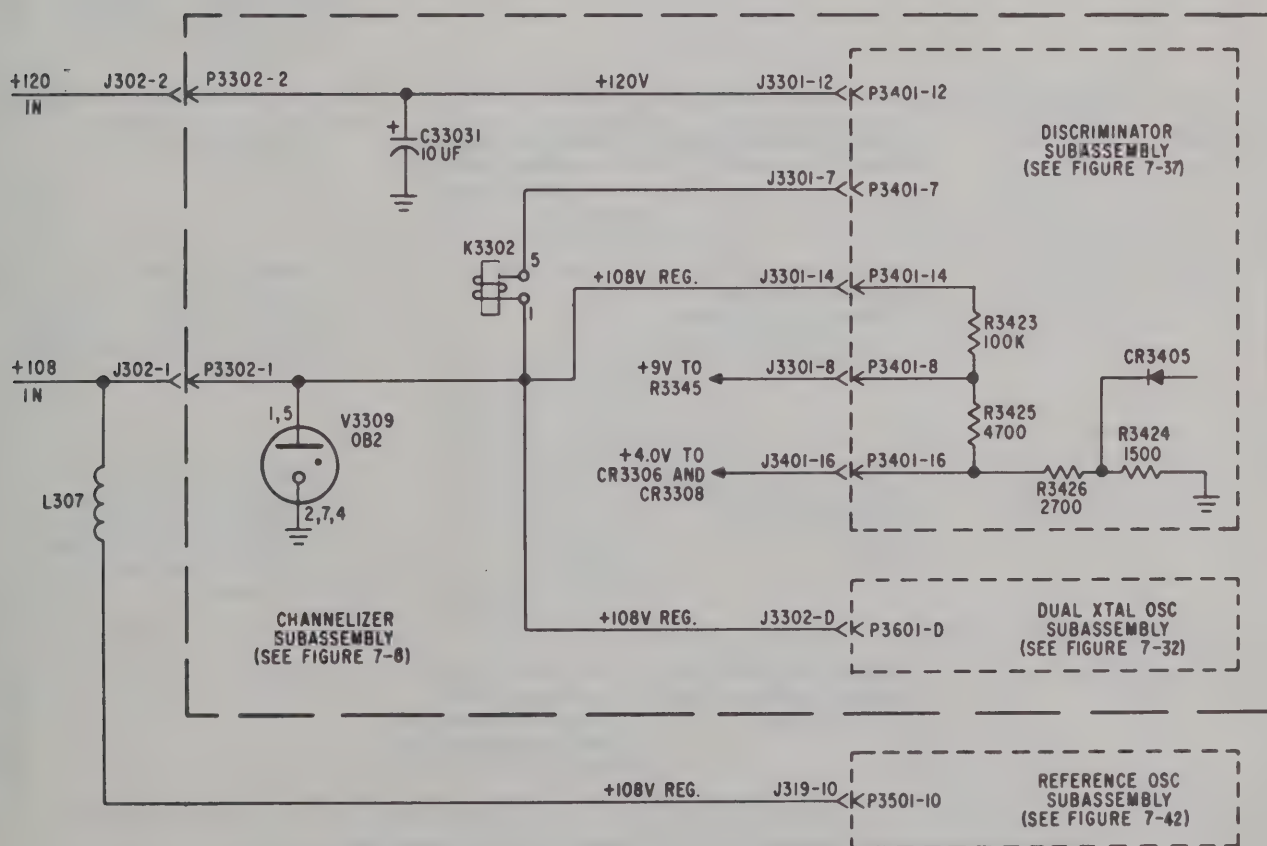 +120
IN
J302-2
P3302-2
+120V
J3301-12
P3401-12
+
C33031
10 UF
DISCRIMINATOR
SUBASSEMBLY
(SEE FIGURE 7-37)
J3301-7
P3401-7
K3302
5
1
+108V REG.
J3301-14
P3401-14
R3423
100K
+108
IN
J302-1
P3302-1
+9V TO
R3345
J3301-8
P3401-8
CR3405
1,5
V3309
OB2
2,7,4
R3425
4700
R3424
1500
+4.0V TO
CR3306 AND
CR3308
J3401-16
P3401-16
R3426
2700
L307
CHANNELIZER
SUBASSEMBLY
(SEE FIGURE 7-8)
+108V REG.
J3302-D
P3601-D
DUAL XTAL OSC
SUBASSEMBLY
(SEE FIGURE 7-32)
+108V REG.
J319-10
P3501-10
REFERENCE OSC
SUBASSEMBLY
(SEE FIGURE 7-42)